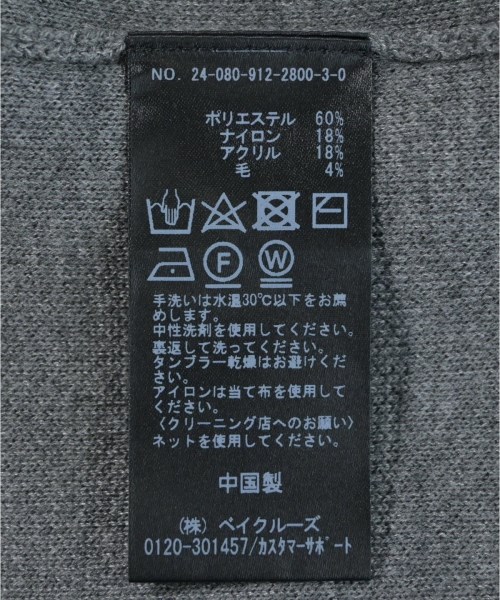 NO. 24-080-912-2800-3-0
ポリエステル 60%
ナイロン 18%
アクリル 18%
毛 4%
F
W
手洗いは水温30℃以下をお薦
めします。
中性洗剤を使用してください。
裏返して洗ってください。
タンブラー乾燥はお避けくだ
さい。
アイロンは当て布を使用して
ください。
〈クリーニング店へのお願い〉
ネットを使用してください。
中国製
(株) ベイクルーズ
0120-301457/カスタマーサポート